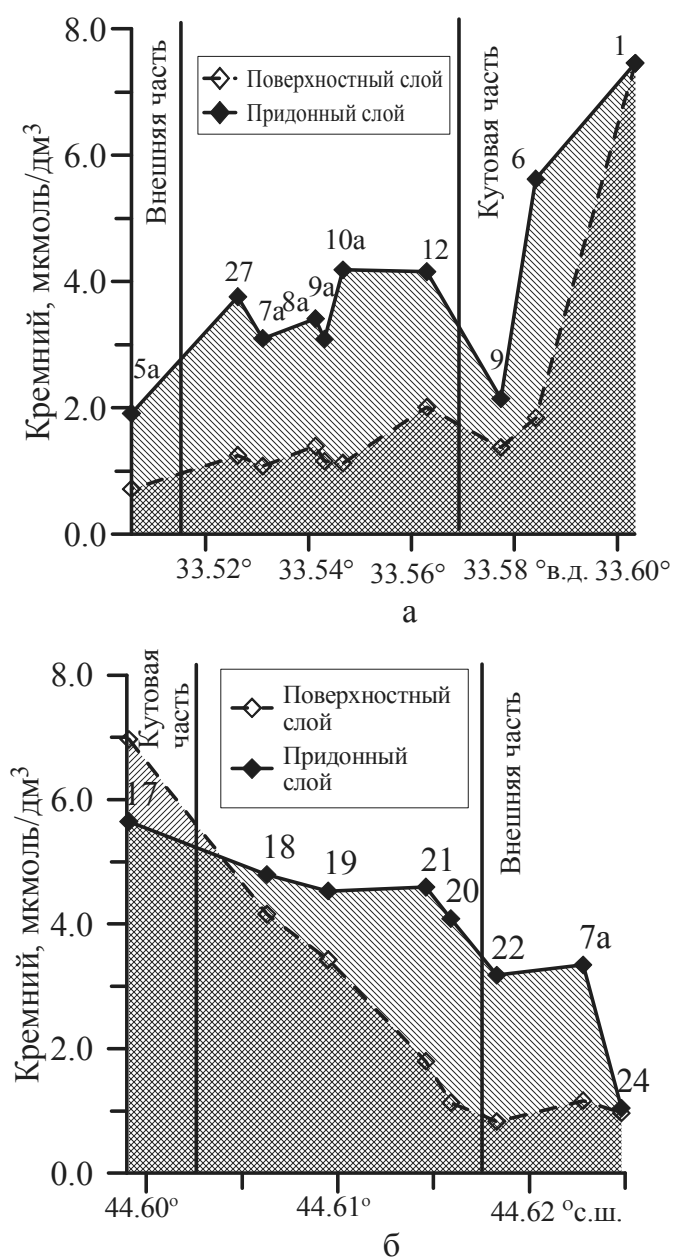 8.0
6.0
4.0
2.0
0.0
Кремний, мкмоль/дм³
Внешняя часть
Поверхностный слой
Придонный слой
Кутовая часть
5a
27
7a
8a
9a
10a
12
9
6
1
33.52°
33.54°
33.56°
33.58 °в.д. 33.60°
а
8.0
6.0
4.0
2.0
0.0
Кремний, мкмоль/дм³
Кутовая
часть
Поверхностный
слой
Придонный
слой
Внешняя часть
17
18
19
21
20
22
7a
24
44.60°
44.61°
44.62 °с.ш.
б